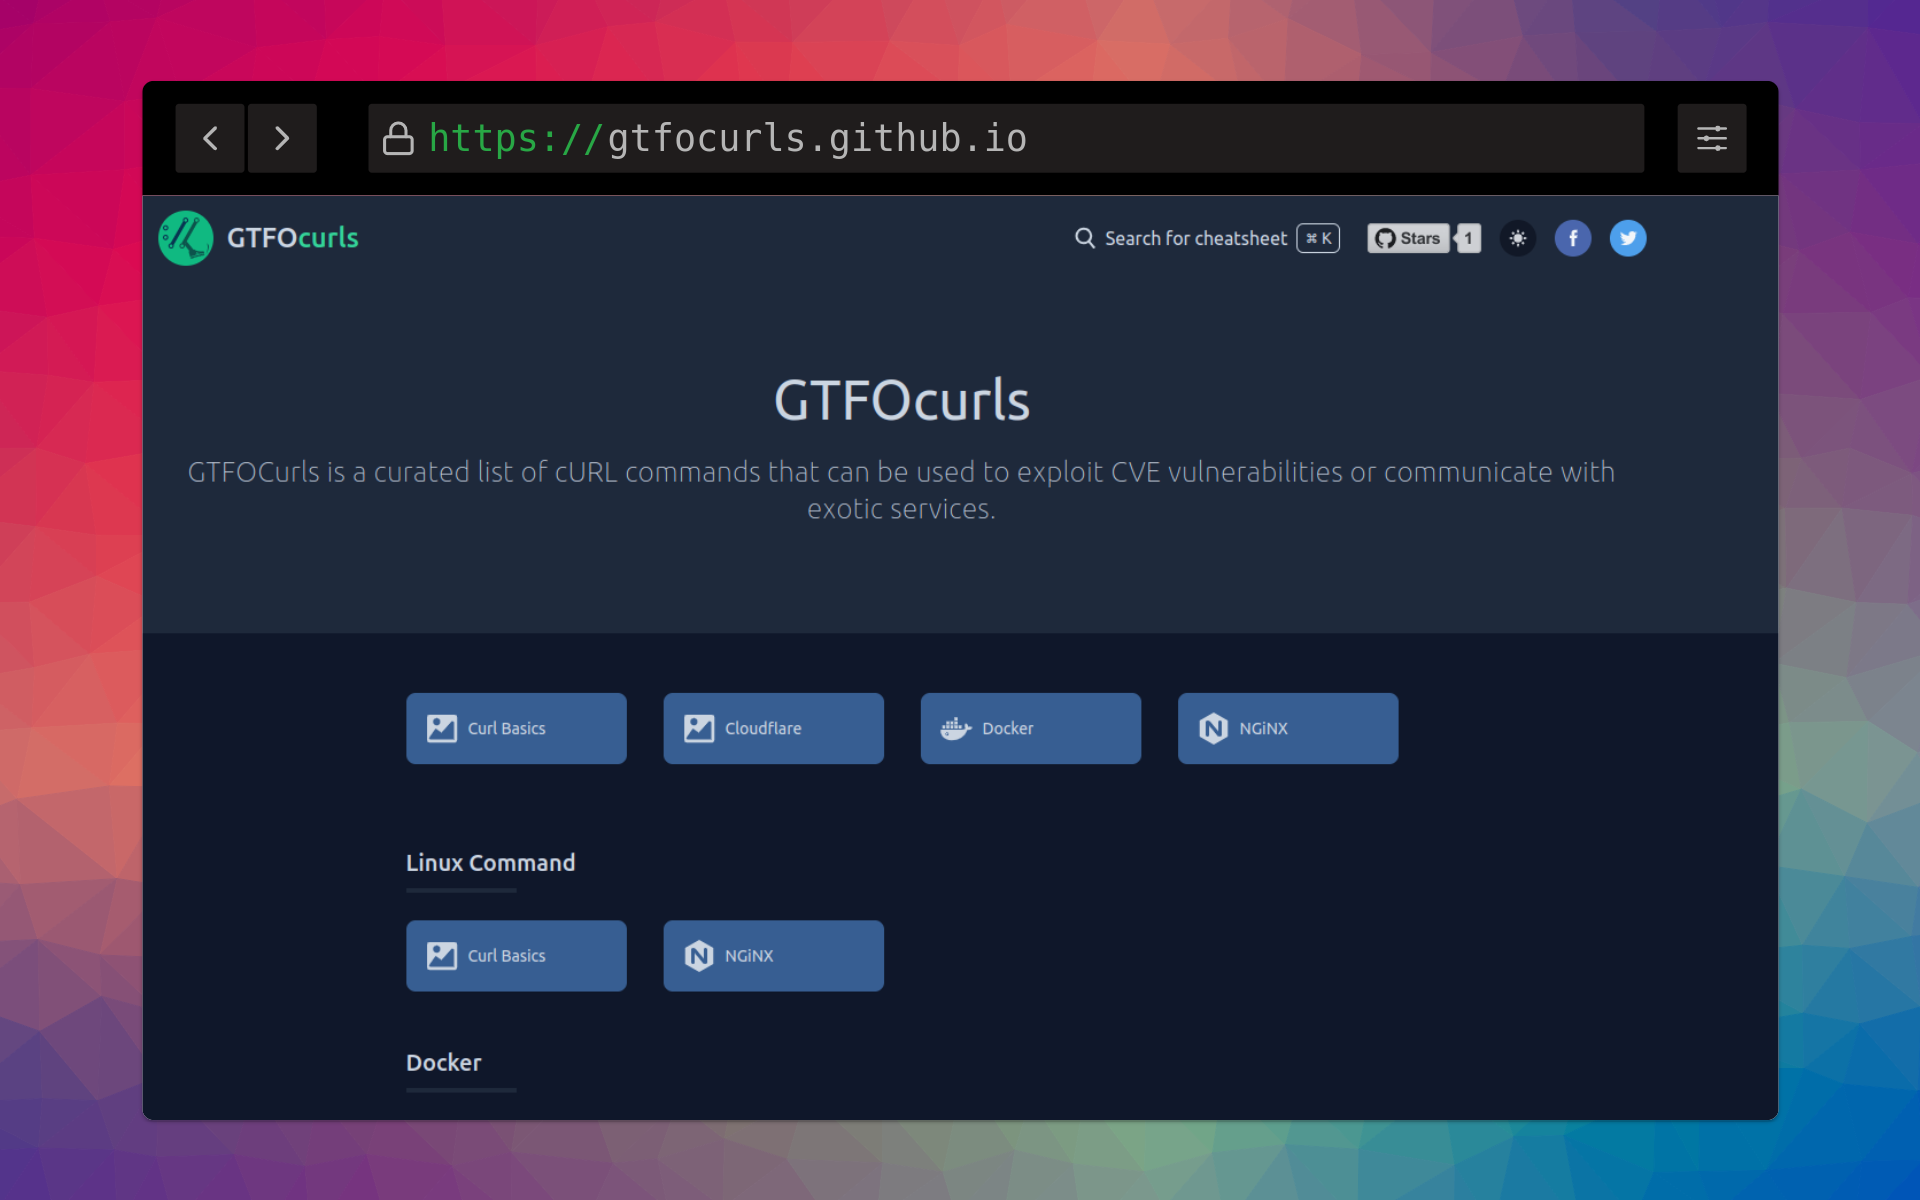 https://gtfocurls.github.io
GTFOcurls
Search for cheatsheet ⌘ K
Stars 1
GTFOcurls
GTFOCurls is a curated list of cURL commands that can be used to exploit CVE vulnerabilities or communicate with
exotic services.
Curl Basics
Cloudflare
Docker
NGiNX
Linux Command
Curl Basics
NGiNX
Docker